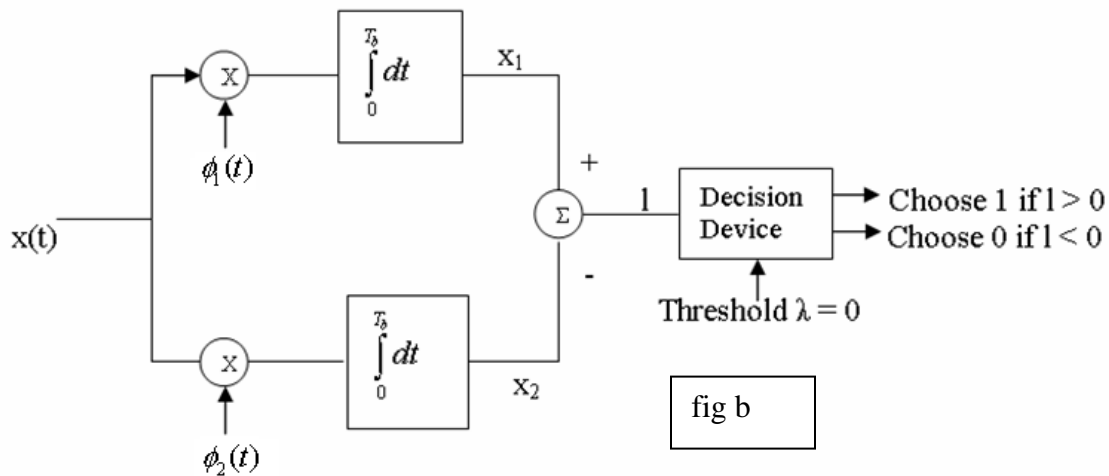 X
∫₀^{T_b} dt
x₁
ϕ₁(t)
+
x(t)
Σ
l
Decision
Device
Choose 1 if l > 0
Choose 0 if l < 0
-
Threshold λ = 0
X
∫₀^{T_b} dt
x₂
ϕ₂(t)
fig b